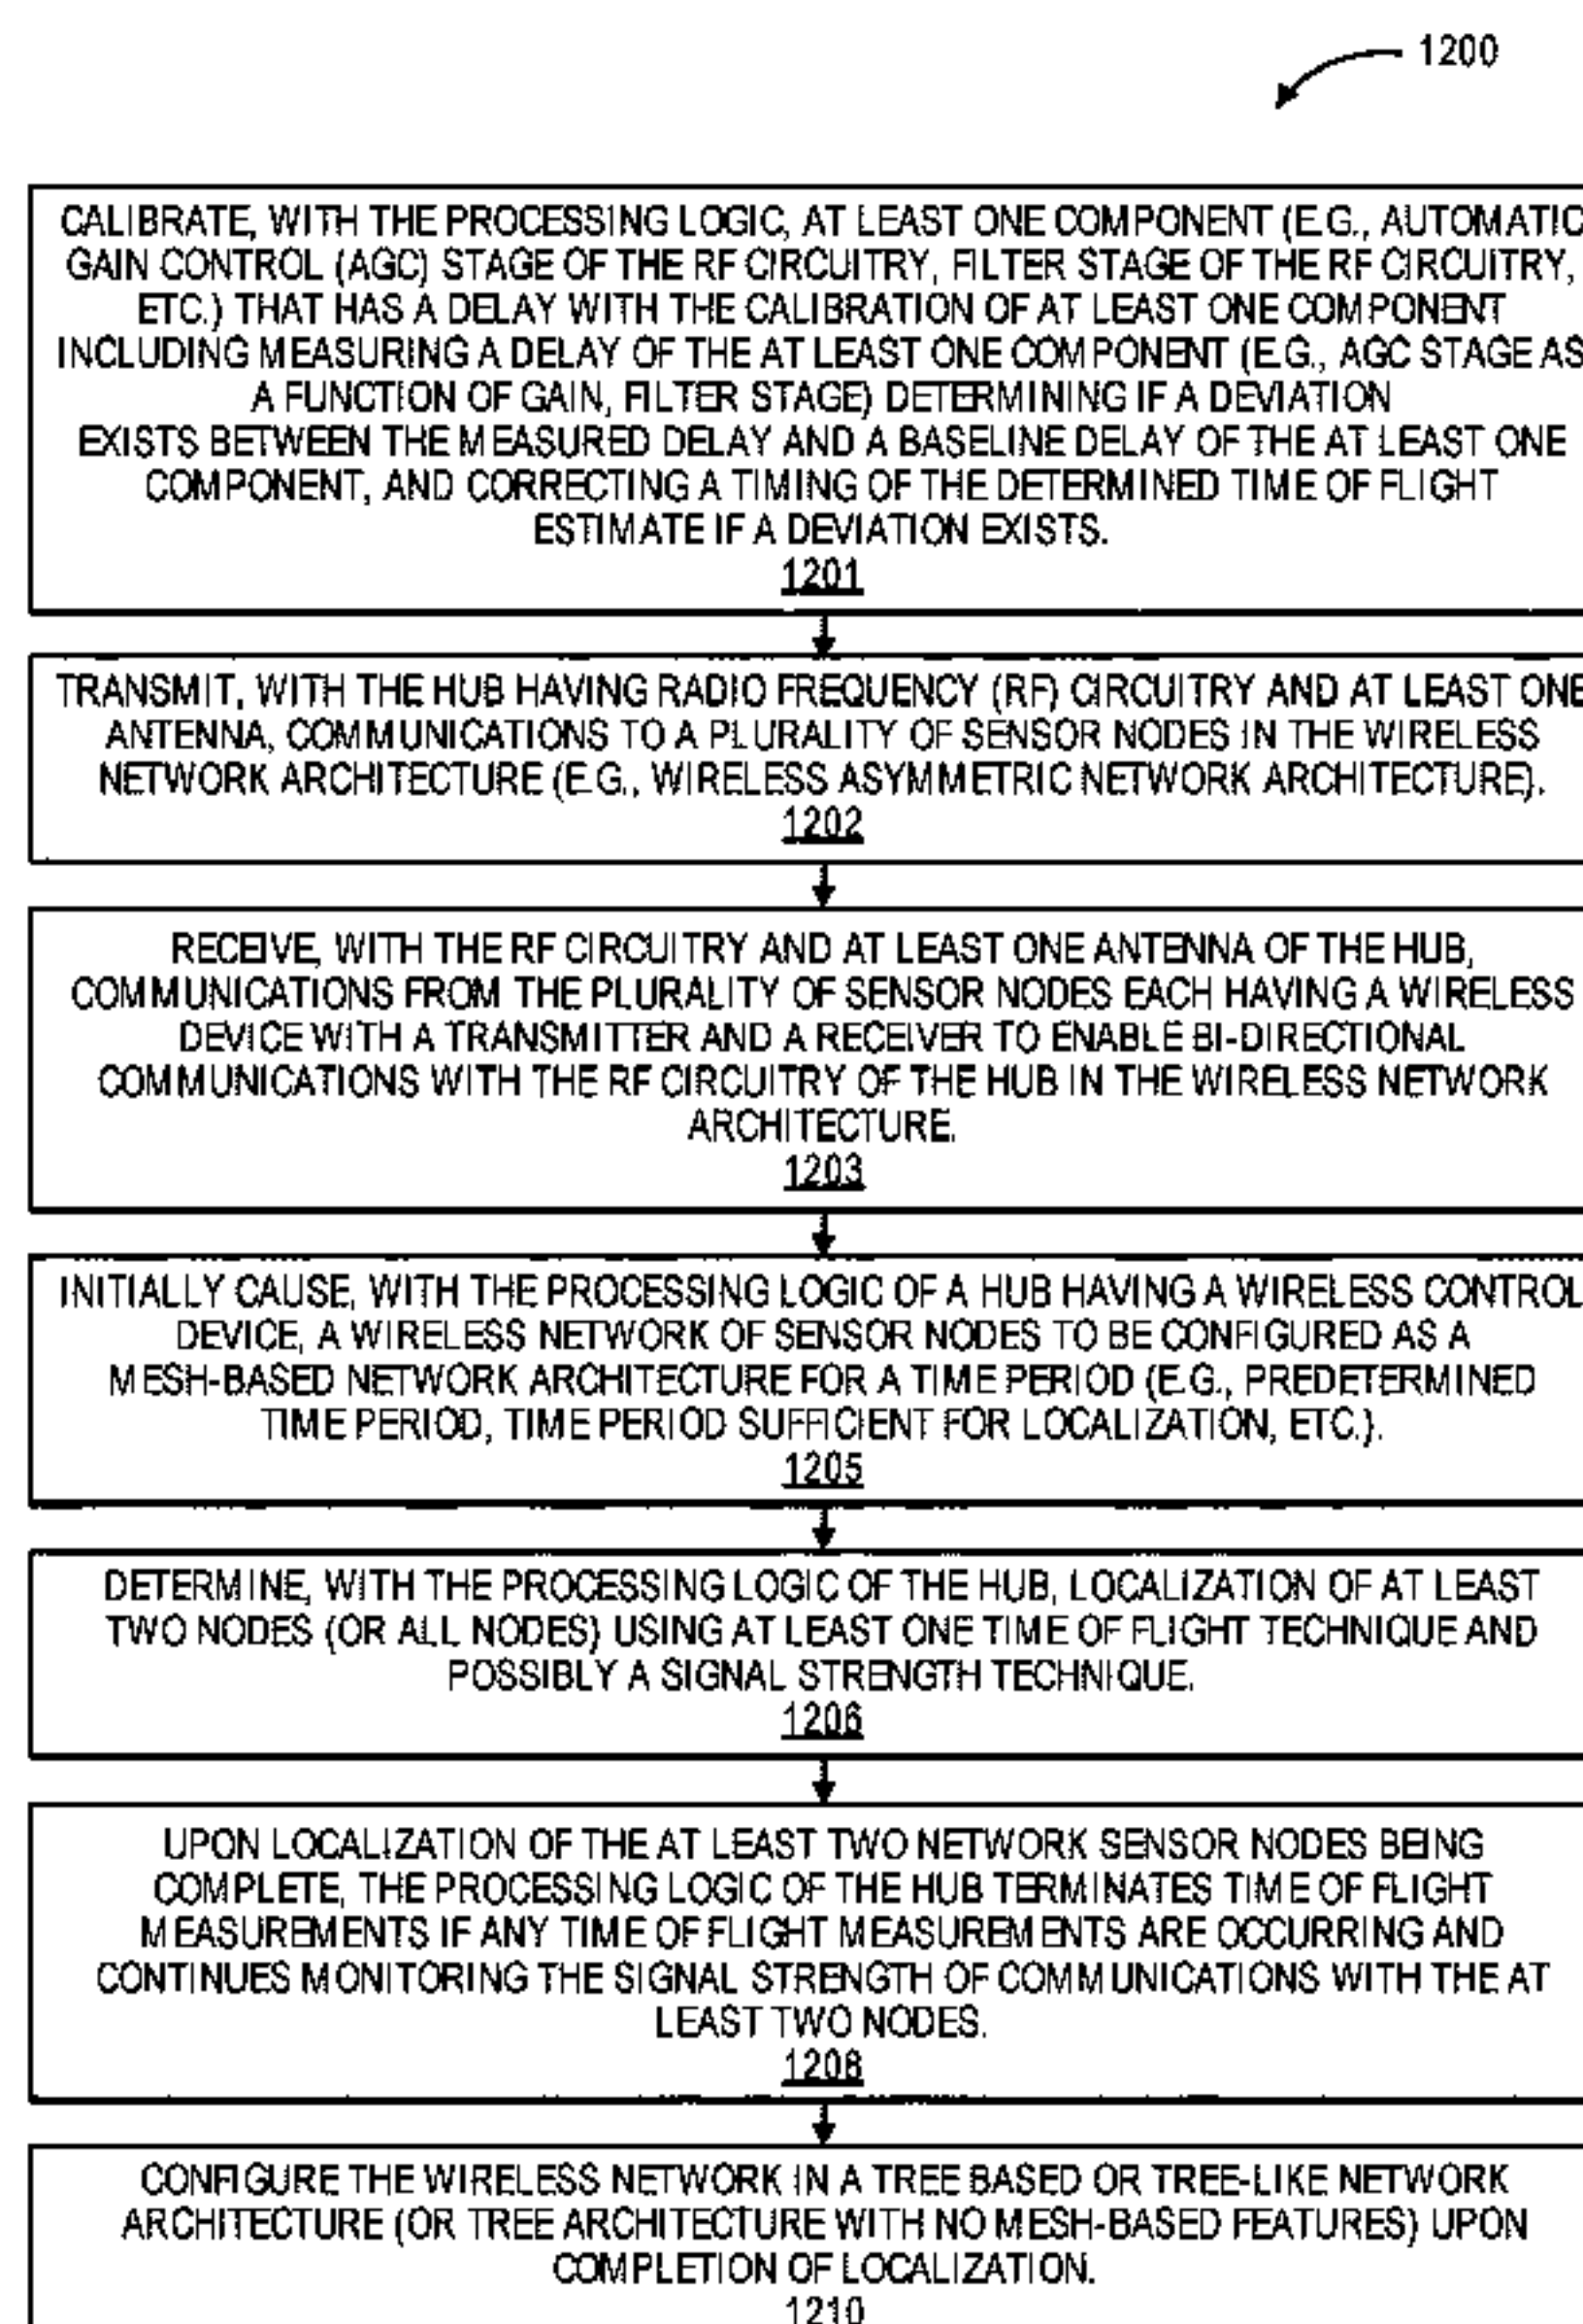 1200
CALIBRATE, WITH THE PROCESSING LOGIC, AT LEAST ONE COMPONENT (E.G., AUTOMATIC
GAIN CONTROL (AGC) STAGE OF THE RF CIRCUITRY, FILTER STAGE OF THE RF CIRCUITRY,
ETC.) THAT HAS A DELAY WITH THE CALIBRATION OF AT LEAST ONE COMPONENT
INCLUDING MEASURING A DELAY OF THE AT LEAST ONE COMPONENT (E.G., AGC STAGE AS
A FUNCTION OF GAIN, FILTER STAGE) DETERMINING IF A DEVIATION
EXISTS BETWEEN THE MEASURED DELAY AND A BASELINE DELAY OF THE AT LEAST ONE
COMPONENT, AND CORRECTING A TIMING OF THE DETERMINED TIME OF FLIGHT
ESTIMATE IF A DEVIATION EXISTS.
1201
TRANSMIT, WITH THE HUB HAVING RADIO FREQUENCY (RF) CIRCUITRY AND AT LEAST ONE
ANTENNA, COMMUNICATIONS TO A PLURALITY OF SENSOR NODES IN THE WIRELESS
NETWORK ARCHITECTURE (E.G., WIRELESS ASYMMETRIC NETWORK ARCHITECTURE).
1202
RECEIVE, WITH THE RF CIRCUITRY AND AT LEAST ONE ANTENNA OF THE HUB,
COMMUNICATIONS FROM THE PLURALITY OF SENSOR NODES EACH HAVING A WIRELESS
DEVICE WITH A TRANSMITTER AND A RECEIVER TO ENABLE BI-DIRECTIONAL
COMMUNICATIONS WITH THE RF CIRCUITRY OF THE HUB IN THE WIRELESS NETWORK
ARCHITECTURE.
1203
INITIALLY CAUSE, WITH THE PROCESSING LOGIC OF A HUB HAVING A WIRELESS CONTROL
DEVICE, A WIRELESS NETWORK OF SENSOR NODES TO BE CONFIGURED AS A
MESH-BASED NETWORK ARCHITECTURE FOR A TIME PERIOD (E.G., PREDETERMINED
TIME PERIOD, TIME PERIOD SUFFICIENT FOR LOCALIZATION, ETC.).
1205
DETERMINE, WITH THE PROCESSING LOGIC OF THE HUB, LOCALIZATION OF AT LEAST
TWO NODES (OR ALL NODES) USING AT LEAST ONE TIME OF FLIGHT TECHNIQUE AND
POSSIBLY A SIGNAL STRENGTH TECHNIQUE.
1206
UPON LOCALIZATION OF THE AT LEAST TWO NETWORK SENSOR NODES BEING
COMPLETE, THE PROCESSING LOGIC OF THE HUB TERMINATES TIME OF FLIGHT
MEASUREMENTS IF ANY TIME OF FLIGHT MEASUREMENTS ARE OCCURRING AND
CONTINUES MONITORING THE SIGNAL STRENGTH OF COMMUNICATIONS WITH THE AT
LEAST TWO NODES.
1208
CONFIGURE THE WIRELESS NETWORK IN A TREE BASED OR TREE-LIKE NETWORK
ARCHITECTURE (OR TREE ARCHITECTURE WITH NO MESH-BASED FEATURES) UPON
COMPLETION OF LOCALIZATION.
1210